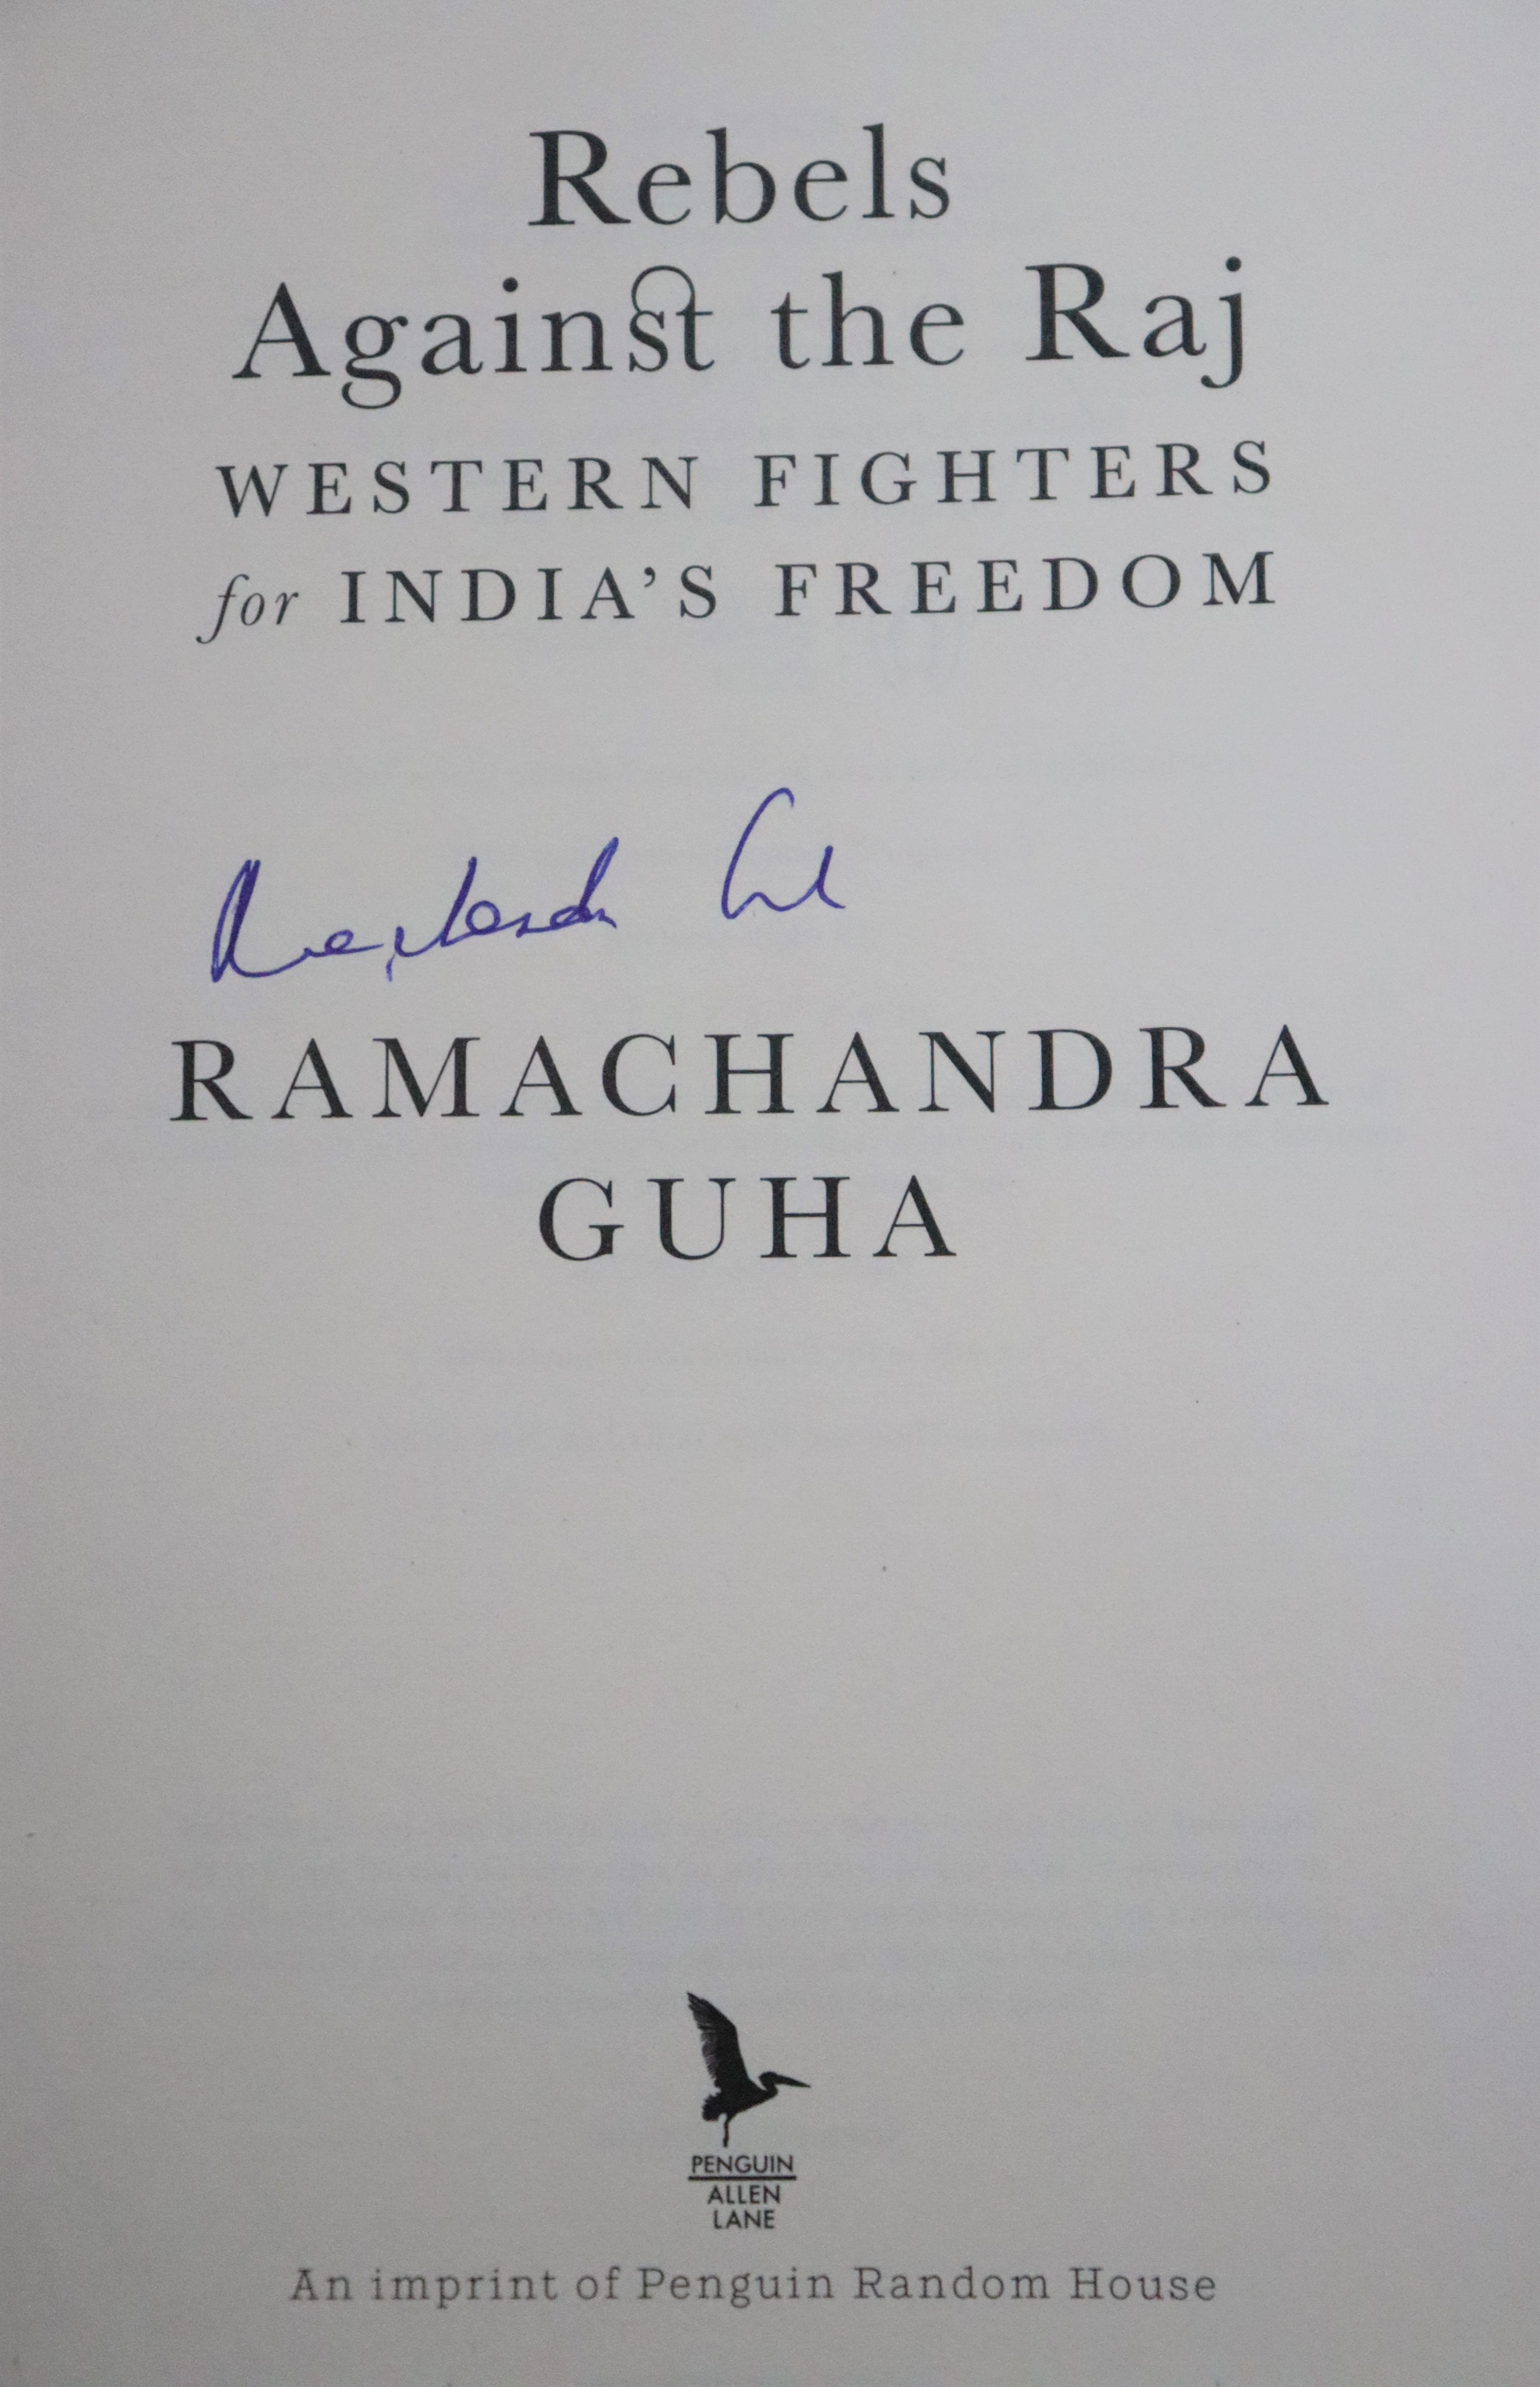 Rebels
Against the Raj
WESTERN FIGHTERS
for INDIA'S FREEDOM
RAMACHANDRA
GUHA
PENGUIN
ALLEN
LANE
An imprint of Penguin Random House